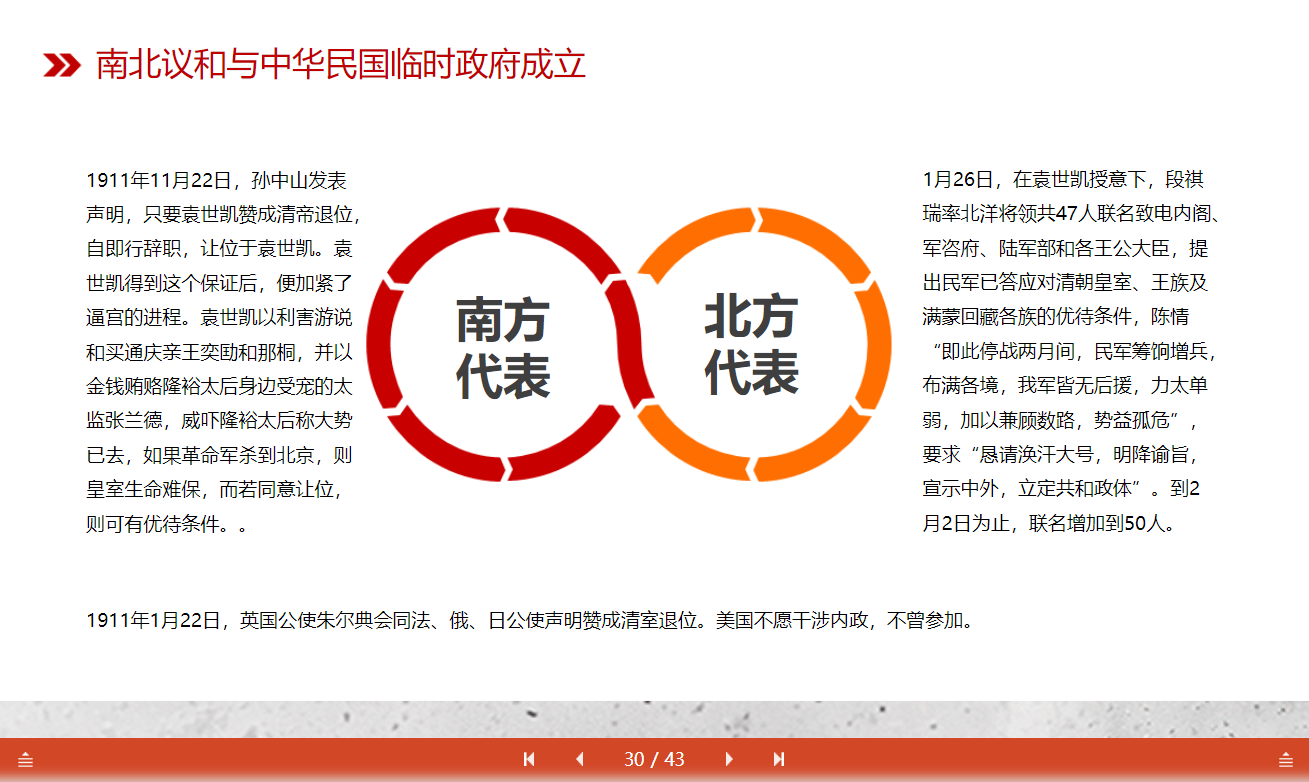 南北议和与中华民国临时政府成立
1911年11月22日，孙中山发表
声明，只要袁世凯赞成清帝退位，
自即行辞职，让位于袁世凯。袁
世凯得到这个保证后，便加紧了
逼宫的进程。袁世凯以利害游说
和买通庆亲王奕劻和那桐，并以
金钱贿赂隆裕太后身边受宠的太
监张兰德，威吓隆裕太后称大势
已去，如果革命军杀到北京，则
皇室生命难保，而若同意让位，
则可有优待条件。。
南方
代表
北方
代表
1月26日，在袁世凯授意下，段祺
瑞率北洋将领共47人联名致电内阁、
军咨府、陆军部和各王公大臣，提
出民军已答应对清朝皇室、王族及
满蒙回藏各族的优待条件，陈情
“即此停战两月间，民军筹饷增兵，
布满各境，我军皆无后援，力太单
弱，加以兼顾数路，势益孤危”，
要求“恳请涣汗大号，明降谕旨，
宣示中外，立定共和政体”。到2
月2日为止，联名增加到50人。
1911年1月22日，英国公使朱尔典会同法、俄、日公使声明赞成清室退位。美国不愿干涉内政，不曾参加。
30 / 43